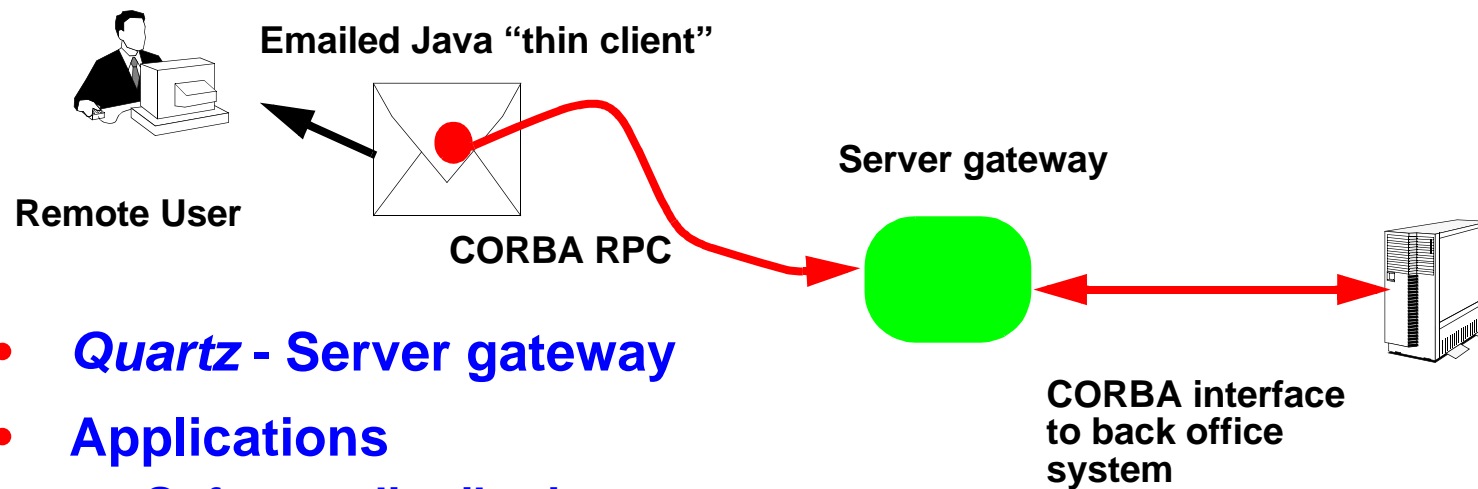 Emailed Java “thin client”
Remote User
CORBA RPC
Server gateway
CORBA interface
to back office
system
• Quartz - Server gateway
• Applications